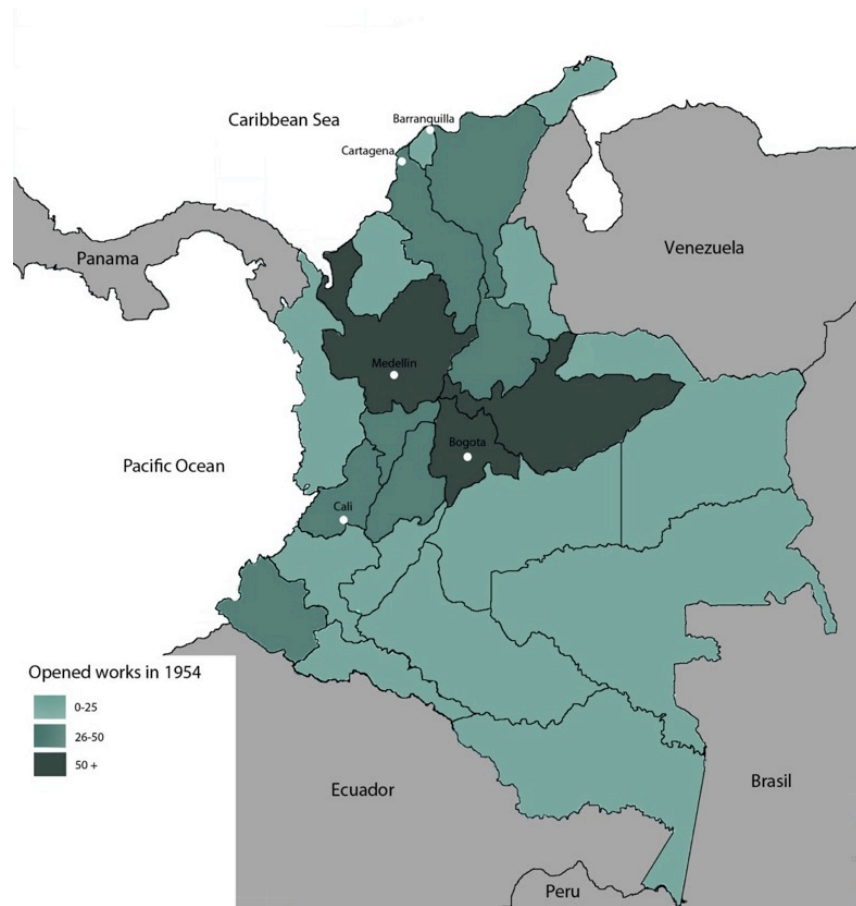 Caribbean Sea
Barranquilla
Cartagena
Panama
Venezuela
Medellin
Bogota
Pacific Ocean
Cali
Opened works in 1954
0-25
26-50
50 +
Ecuador
Brasil
Peru